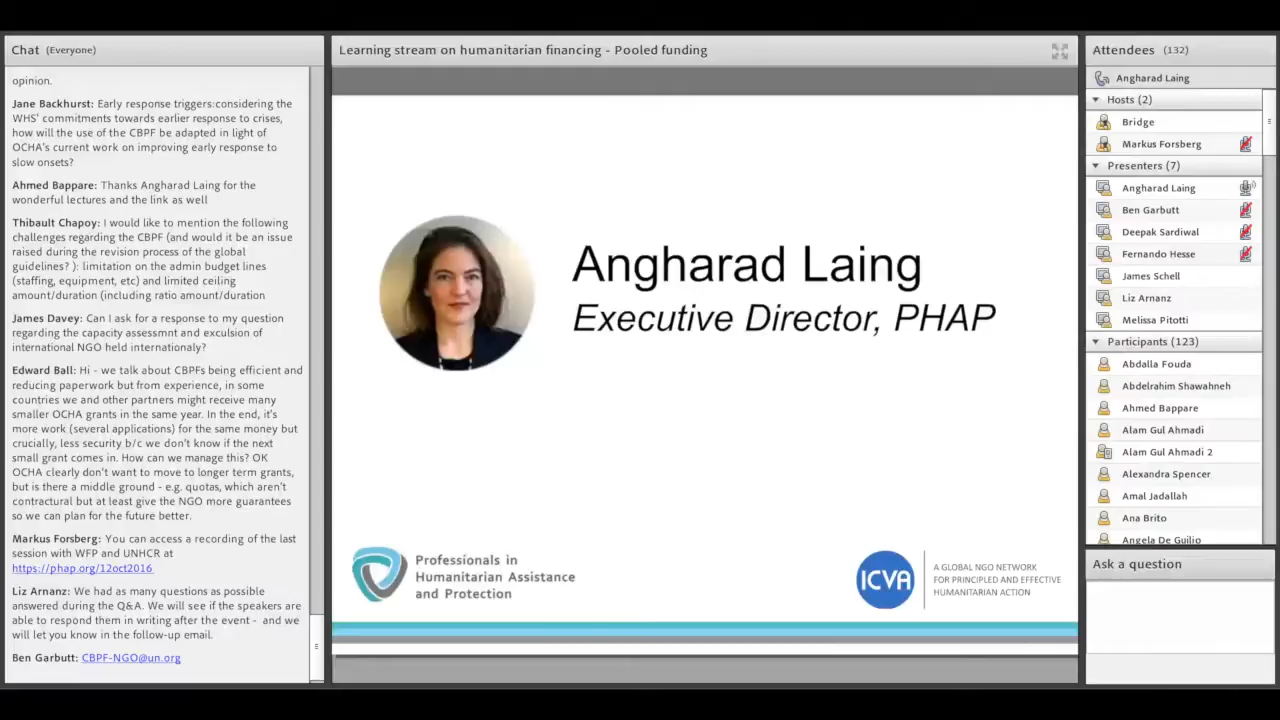 Chat (Everyone)
opinion.
Jane Backhurst: Early response triggers:considering the
WHS' commitments towards earlier response to crises,
how will the use of the CBPF be adapted in light of
OCHA's current work on improving early response to
slow onsets?
Ahmed Bappare: Thanks Angharad Laing for the
wonderful lectures and the link as well
Thibault Chapoy: I would like to mention the following
challenges regarding the CBPF (and would it be an issue
raised during the revision process of the global
guidelines? ): limitation on the admin budget lines
(staffing, equipment, etc) and limited ceiling
amount/duration (including ratio amount/duration
James Davey: Can I ask for a response to my question
regarding the capacity assessmnt and exculsion of
international NGO held internationaly?
Edward Ball: Hi - we talk about CBPFs being efficient and
reducing paperwork but from experience, in some
countries we and other partners might receive many
smaller OCHA grants in the same year. In the end, it's
more work (several applications) for the same money but
crucially, less security b/c we don't know if the next
small grant comes in. How can we manage this? OK
OCHA clearly don't want to move to longer term grants,
but is there a middle ground - e.g. quotas, which aren't
contractural but at least give the NGO more guarantees
so we can plan for the future better.
Markus Forsberg: You can access a recording of the last
session with WFP and UNHCR at
https://phap.org/12oct2016
Liz Arnanz: We had as many questions as possible
answered during the Q&A. We will see if the speakers are
able to respond them in writing after the event - and we
will let you know in the follow-up email.
Ben Garbutt: CBPF-NGO@un.org
Learning stream on humanitarian financing - Pooled funding
Angharad Laing
Executive Director, PHAP
Professionals in
Humanitarian Assistance
and Protection
ICVA
A GLOBAL NGO NETWORK
FOR PRINCIPLED AND EFFECTIVE
HUMANITARIAN ACTION
Attendees (132)
Angharad Laing
Hosts (2)
Bridge
Markus Forsberg
Presenters (7)
Angharad Laing
Ben Garbutt
Deepak Sardiwal
Fernando Hesse
James Schell
Liz Arnanz
Melissa Pitotti
Participants (123)
Abdalla Fouda
Abdelrahim Shawahneh
Ahmed Bappare
Alam Gul Ahmadi
Alam Gul Ahmadi 2
Alexandra Spencer
Amal Jadallah
Ana Brito
Angela De Guilio
Ask a question